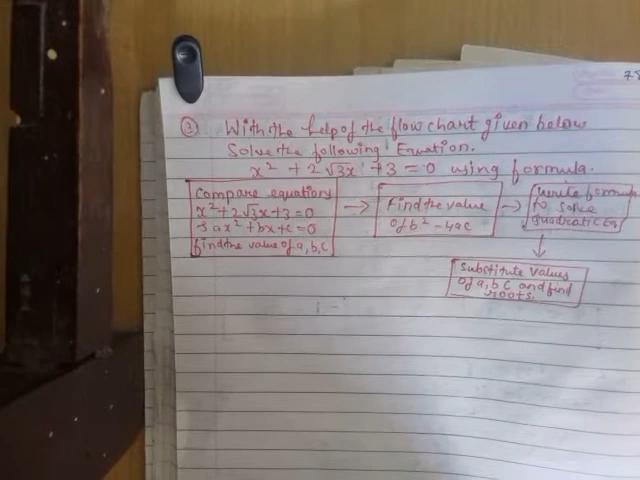 78
③ With the help of the flow chart given below
Solve the following Equation.
x² + 2√3x + 3 = 0 using formula.
Compare equations
x² + 2√3x + 3 = 0
ax² + bx + c = 0
find the value of a, b, c
→
Find the value
of b² - 4ac
→
Write formula
to solve
quadratic Eq
↓
Substitute values
of a, b c and find
roots.